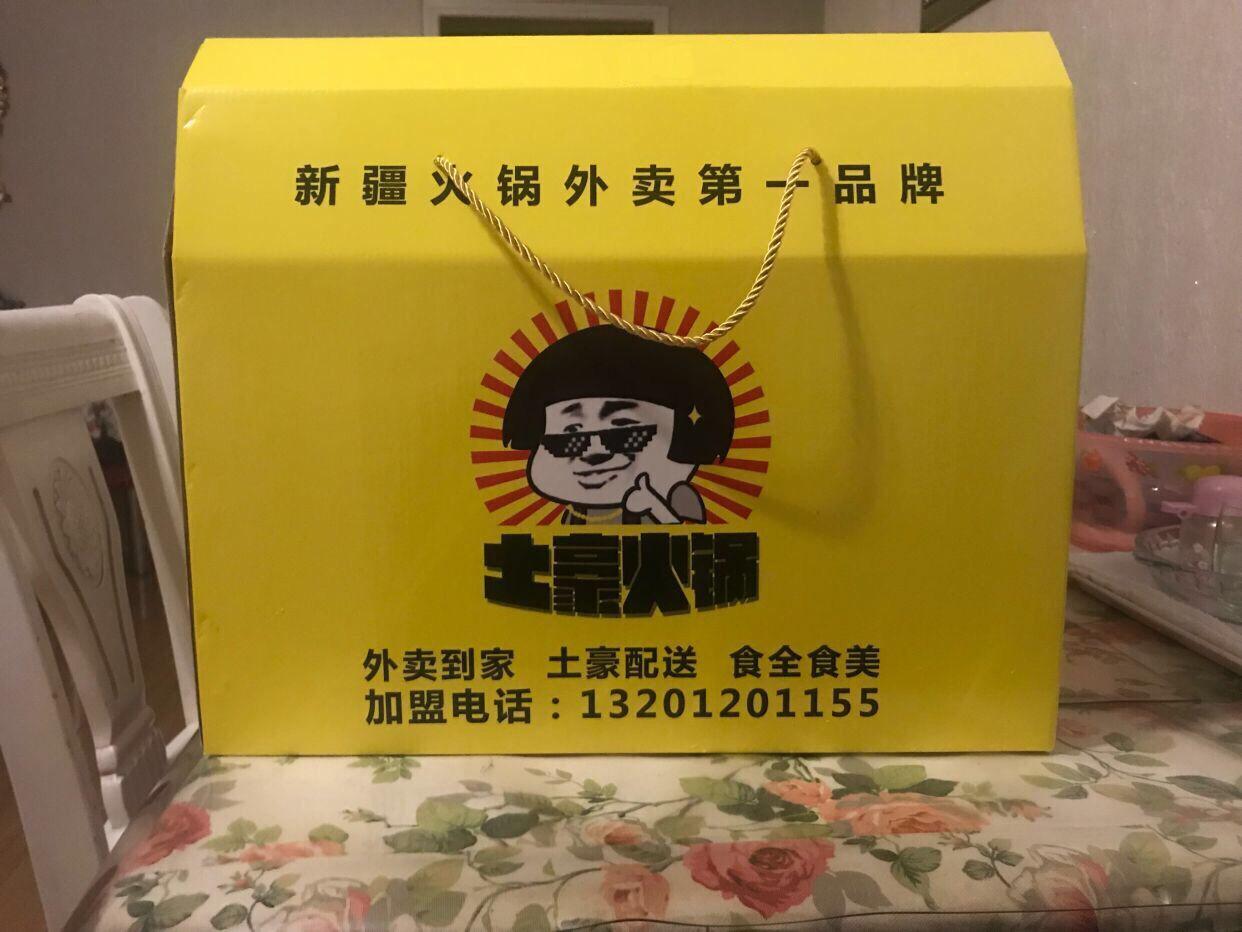 新疆火锅外卖第一品牌
土豪火锅
外卖到家 土豪配送 食全食美
加盟电话：13201201155